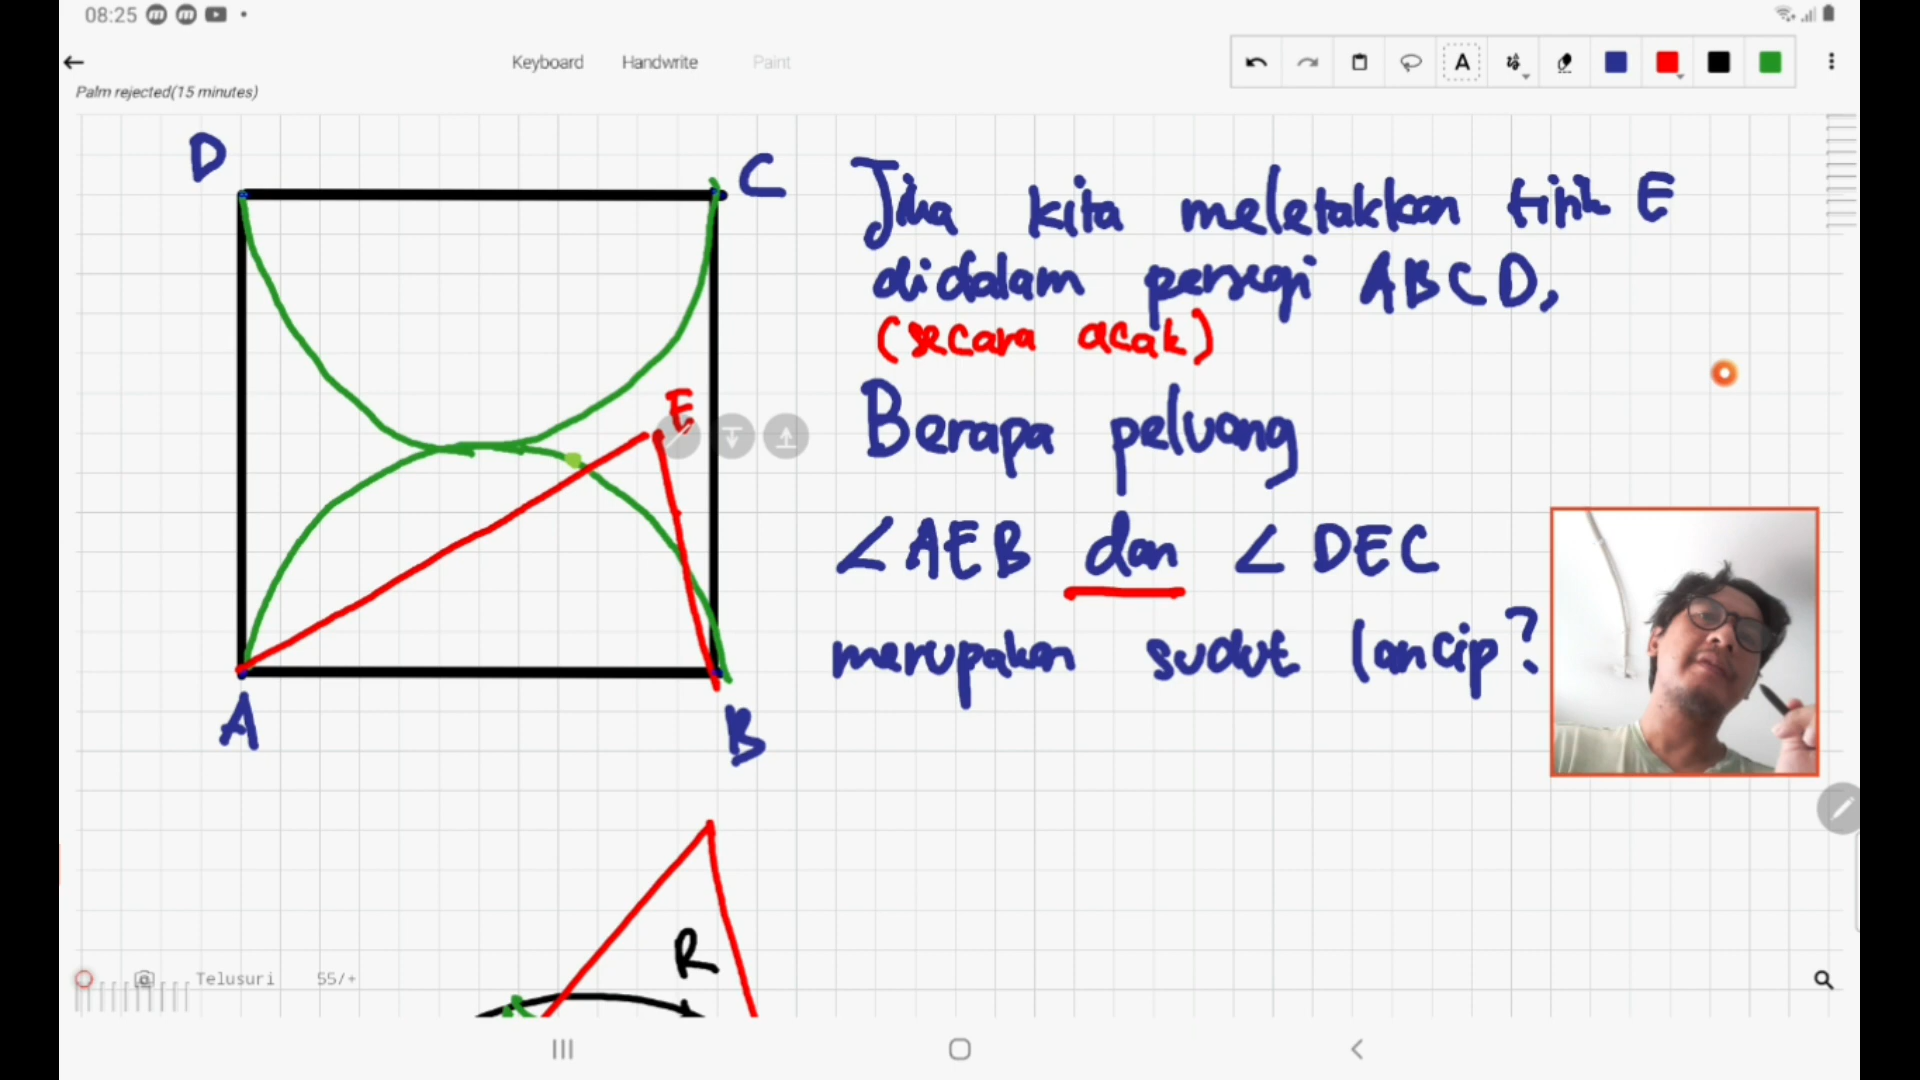 08:25
Keyboard Handwrite Paint
A
Palm rejected(15 minutes)
D
C
Jika kita meletakkan titik E
didalam persegi ABCD,
(secara acak)
E
Berapa peluang
∠AEB dan ∠DEC
merupakan sudut lancip?
A
B
R
Telusuri 55/+